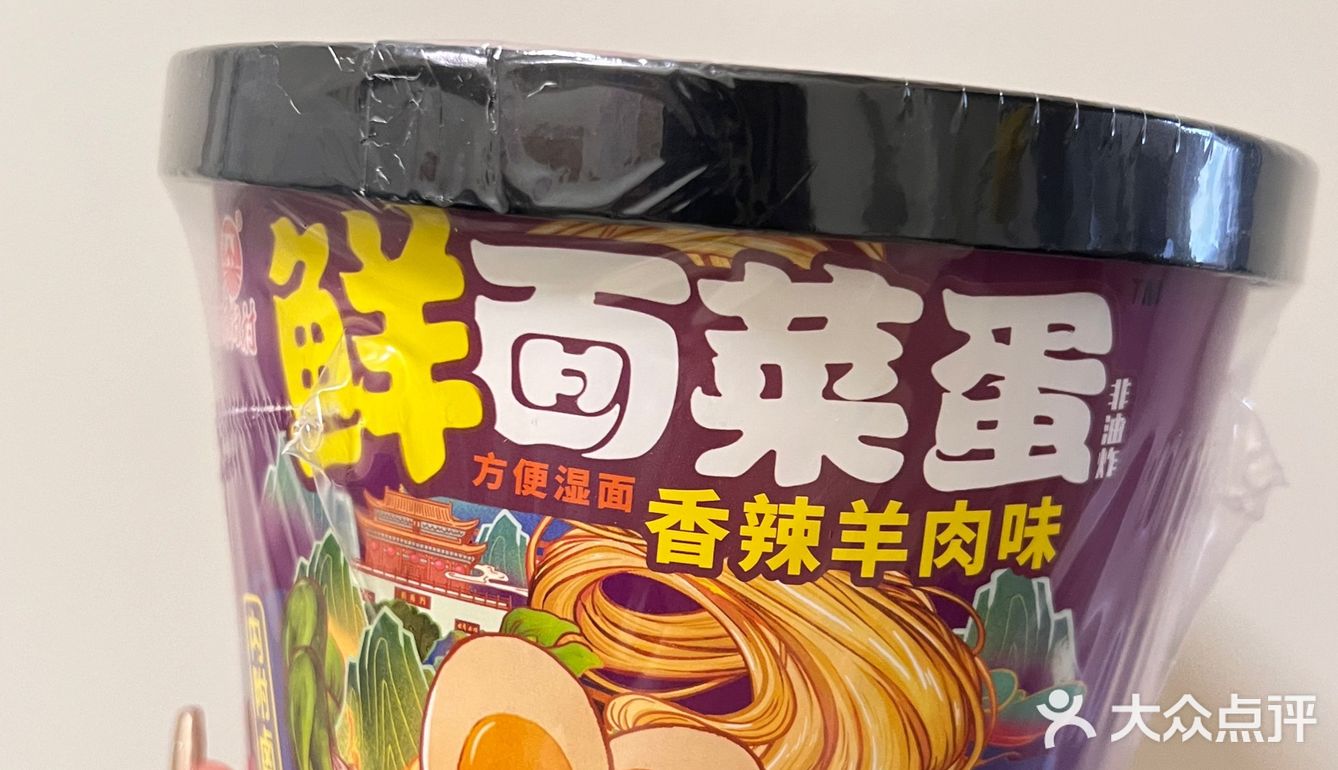 鲜面菜蛋
非油炸
方便湿面
香辣羊肉味
大众点评